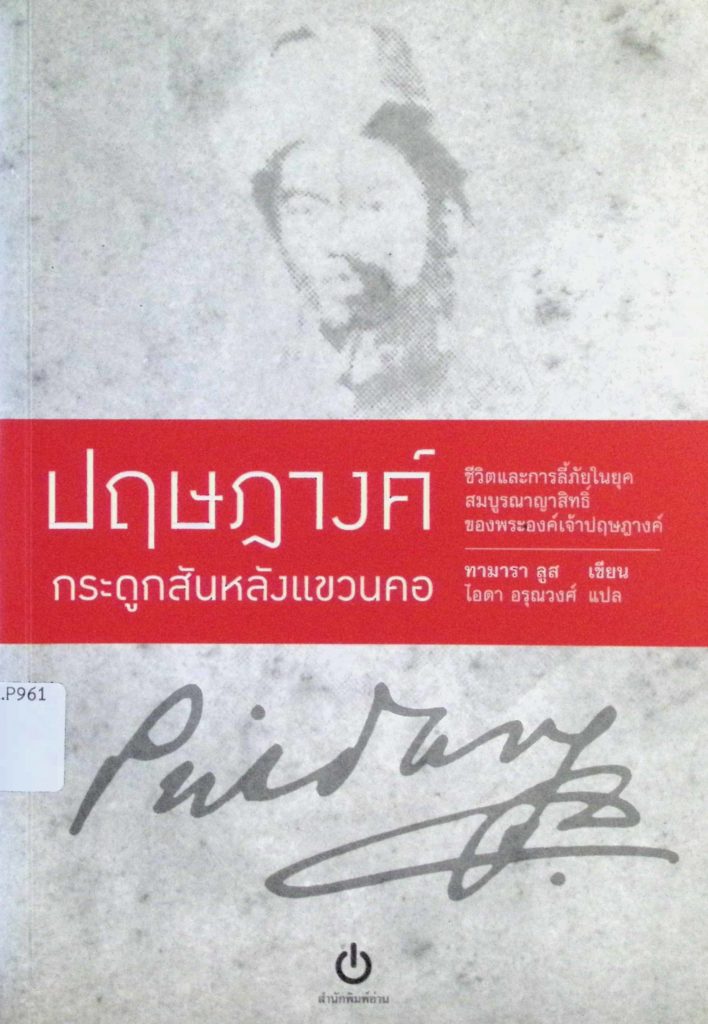 ปฤษฎางค์
กระดูกสันหลังแขวนคอ
ชีวิตและการลี้ภัยในยุค
สมบูรณาญาสิทธิ์
ของพระองค์เจ้าปฤษฎางค์
ทามารา ลูส เขียน
ไอดา อรุณวงศ์ แปล
.P961
Prisdang
สำนักพิมพ์อ่าน